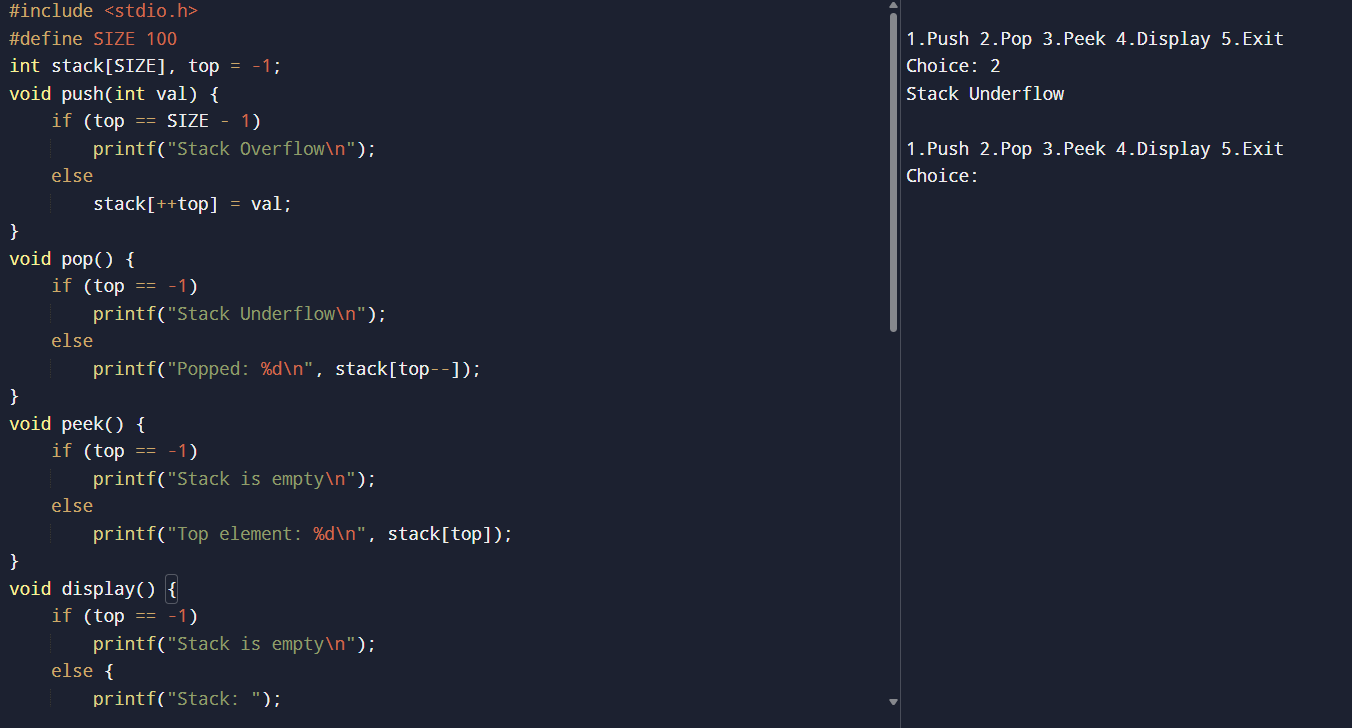 #include <stdio.h>
#define SIZE 100
int stack[SIZE], top = -1;
void push(int val) {
    if (top == SIZE - 1)
        printf("Stack Overflow\n");
    else
        stack[++top] = val;
}
void pop() {
    if (top == -1)
        printf("Stack Underflow\n");
    else
        printf("Popped: %d\n", stack[top--]);
}
void peek() {
    if (top == -1)
        printf("Stack is empty\n");
    else
        printf("Top element: %d\n", stack[top]);
}
void display() {
    if (top == -1)
        printf("Stack is empty\n");
    else {
        printf("Stack: ");
1.Push 2.Pop 3.Peek 4.Display 5.Exit
Choice: 2
Stack Underflow
1.Push 2.Pop 3.Peek 4.Display 5.Exit
Choice: